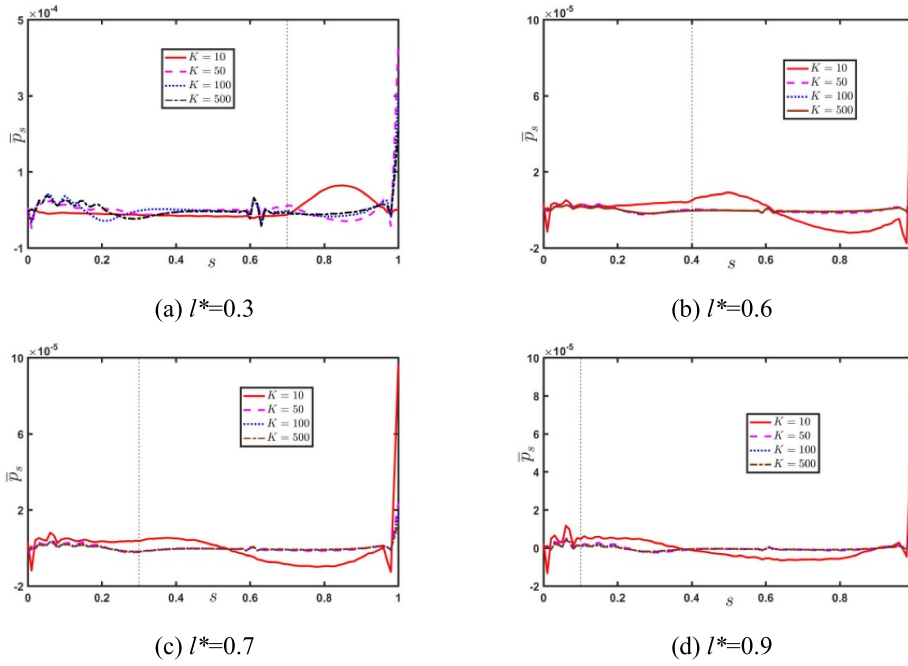 ×10⁻⁴
5
3
1
-1
p̅ₛ
K = 10
K = 50
K = 100
K = 500
0 0.2 0.4 0.6 0.8 1
s
(a) l*=0.3
×10⁻⁵
10
6
2
-2
p̅ₛ
K = 10
K = 50
K = 100
K = 500
0 0.2 0.4 0.6 0.8
s
(b) l*=0.6
×10⁻⁵
10
6
2
-2
p̅ₛ
K = 10
K = 50
K = 100
K = 500
0 0.2 0.4 0.6 0.8 1
s
(c) l*=0.7
×10⁻⁵
10
8
6
4
2
0
-2
p̅ₛ
K = 10
K = 50
K = 100
K = 500
0 0.2 0.4 0.6 0.8
s
(d) l*=0.9